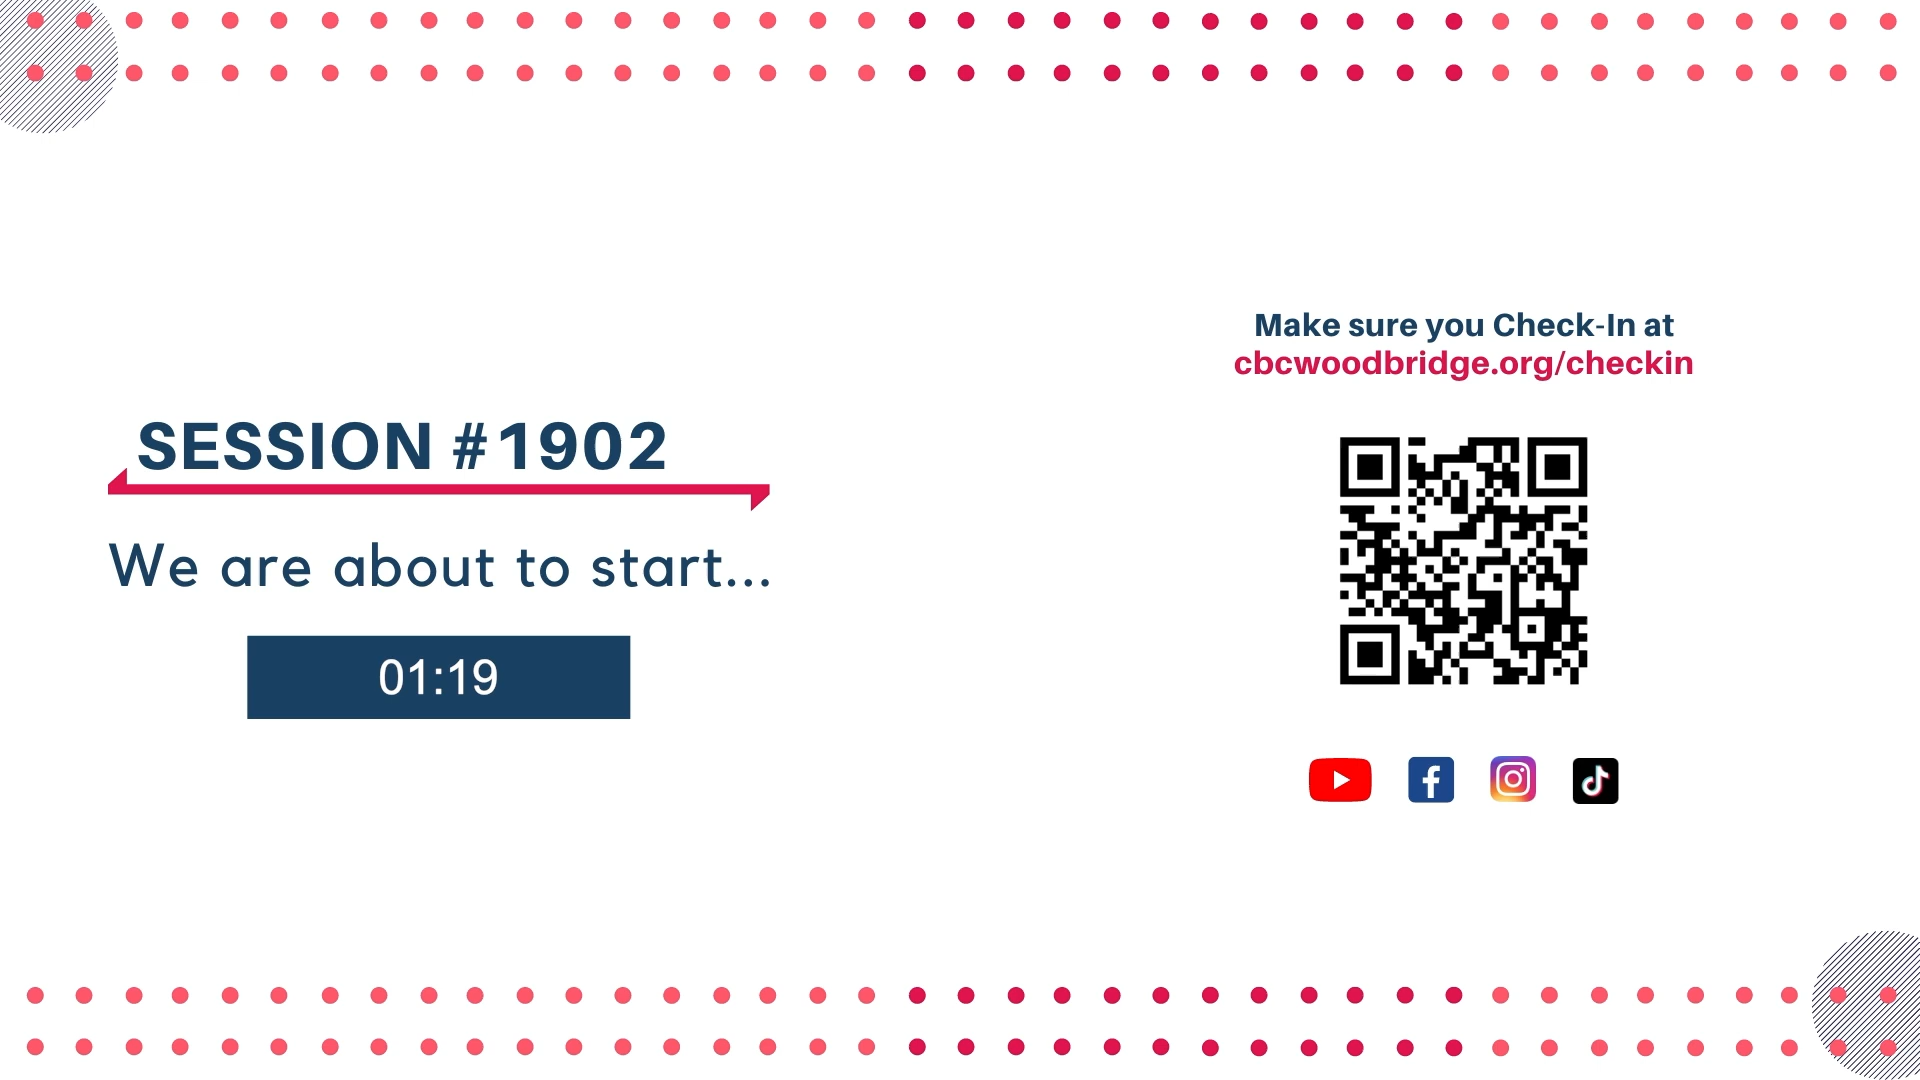 SESSION #1902
We are about to start...
01:19
Make sure you Check-In at
cbcwoodbridge.org/checkin